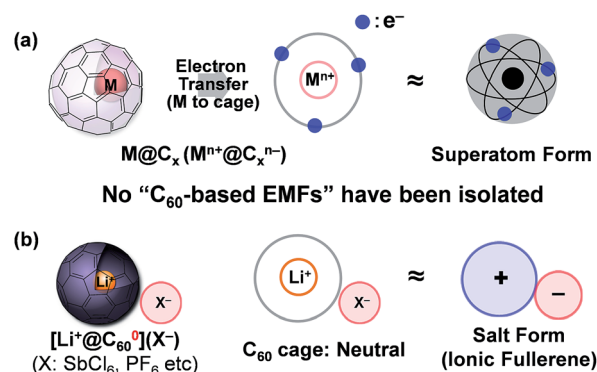 (a)
: e⁻
M
Electron
Transfer
(M to cage)
Mⁿ⁺
≈
M@Cₓ (Mⁿ⁺@Cₓⁿ⁻)
Superatom Form
No “C₆₀-based EMFs” have been isolated
(b)
Li⁺
X⁻
Li⁺
X⁻
≈
+
−
[Li⁺@C₆₀⁰](X⁻)
(X: SbCl₆, PF₆ etc)
C₆₀ cage: Neutral
Salt Form
(Ionic Fullerene)